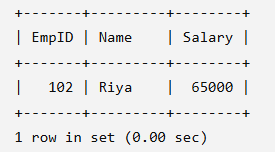 +-------+---------+--------+
| EmpID | Name    | Salary |
+-------+---------+--------+
|   102 | Riya    |  65000 |
+-------+---------+--------+
1 row in set (0.00 sec)